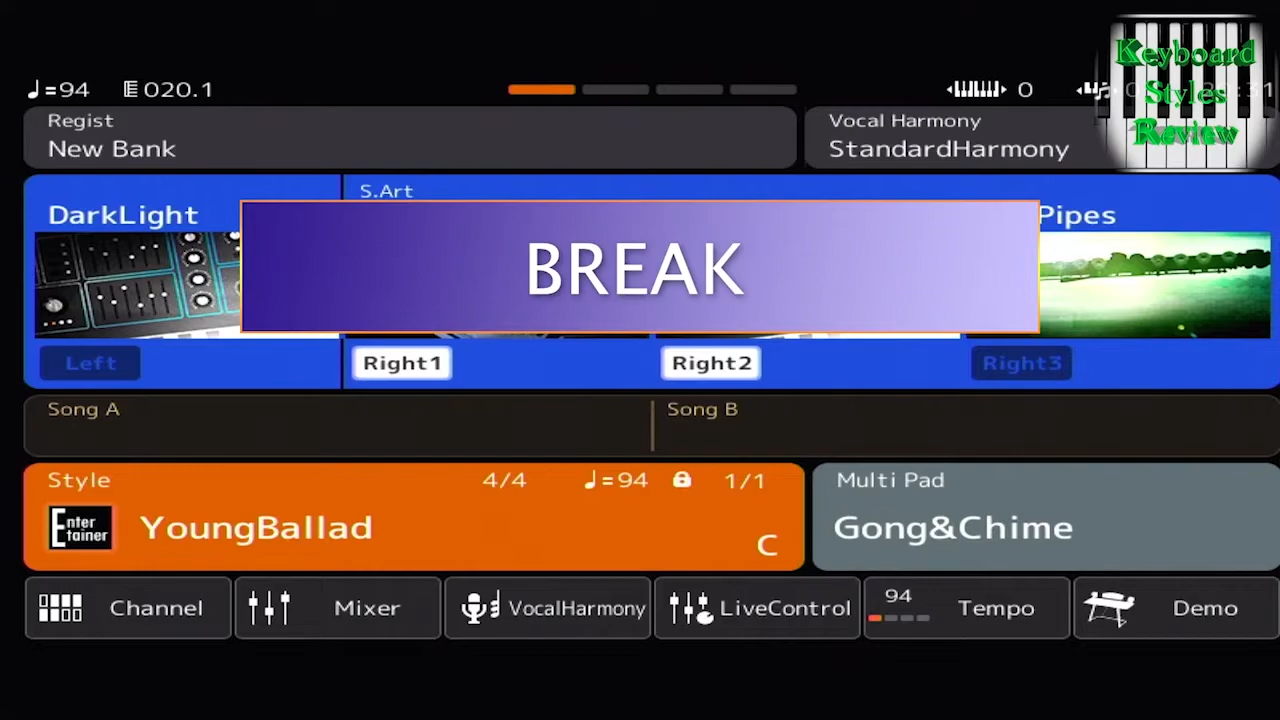 ♩=94
020.1
0
Keyboard
Styles
Review
Regist
New Bank
Vocal Harmony
StandardHarmony
S.Art
DarkLight
BREAK
Pipes
Left
Right1
Right2
Right3
Song A
Song B
Style
4/4
♩=94
1/1
Enter
tainer
YoungBallad
C
Multi Pad
Gong&Chime
Channel
Mixer
VocalHarmony
LiveControl
94
Tempo
Demo